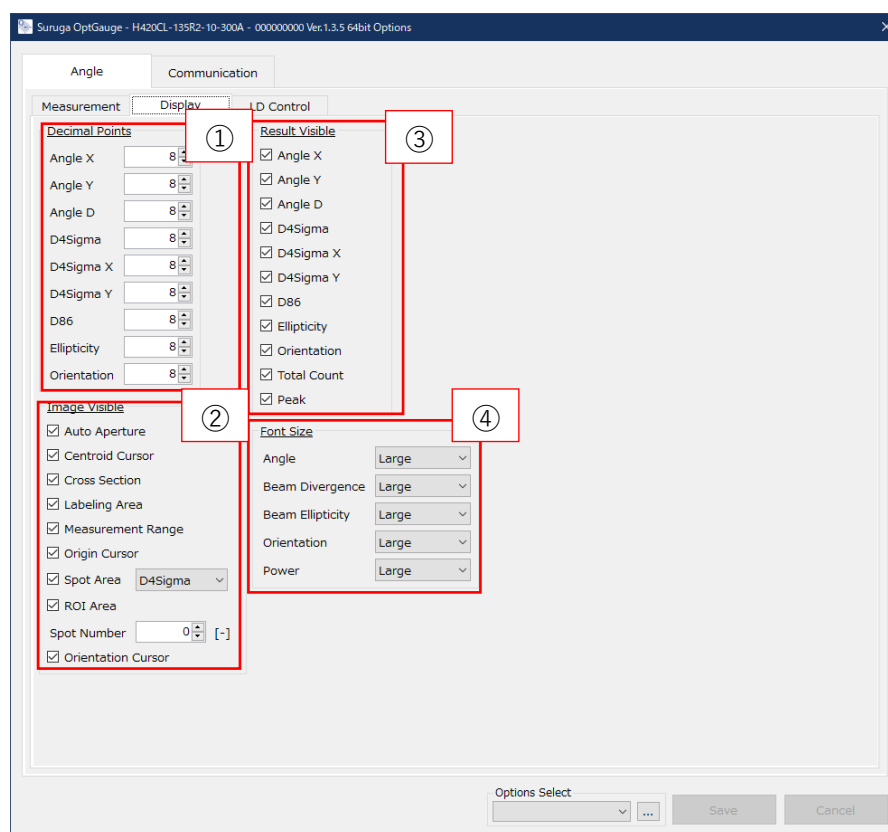 Suruga OptGauge - H420CL-135R2-10-300A - 000000000 Ver.1.3.5 64bit Options
Angle Communication
Measurement Display LD Control
Decimal Points
①
Angle X 8
Angle Y 8
Angle D 8
D4Sigma 8
D4Sigma X 8
D4Sigma Y 8
D86 8
Ellipticity 8
Orientation 8
Image Visible
②
Auto Aperture
Centroid Cursor
Cross Section
Labeling Area
Measurement Range
Origin Cursor
Spot Area D4Sigma
ROI Area
Spot Number 0 [-]
Orientation Cursor
Result Visible
③
Angle X
Angle Y
Angle D
D4Sigma
D4Sigma X
D4Sigma Y
D86
Ellipticity
Orientation
Total Count
Peak
Font Size
④
Angle Large
Beam Divergence Large
Beam Ellipticity Large
Orientation Large
Power Large
Options Select
... Save Cancel